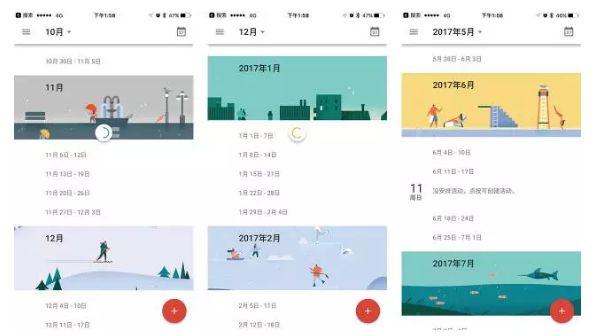 搜索 4G 下午1:58 47%
10月
10月 30日 - 11月 5日
11月
11月 6日 - 12日
11月 13日 - 19日
11月 20日 - 26日
11月 27日 - 12月 3日
12月
12月 4日 - 10日
12月 11日 - 17日
搜索 4G 下午1:58 47%
12月
2017年1月
1月 1日 - 7日
1月 8日 - 14日
1月 15日 - 21日
1月 22日 - 28日
1月 29日 - 2月 4日
2017年2月
2月 5日 - 11日
2月 12日 - 18日
搜索 4G 下午1:58
2017年5月
5月 28日 - 6月 3日
2017年6月
6月 4日 - 10日
6月 11日 - 17日
11
周日
没安排活动。点按可创建活动。
6月 18日 - 24日
6月 25日 - 7月 1日
2017年7月